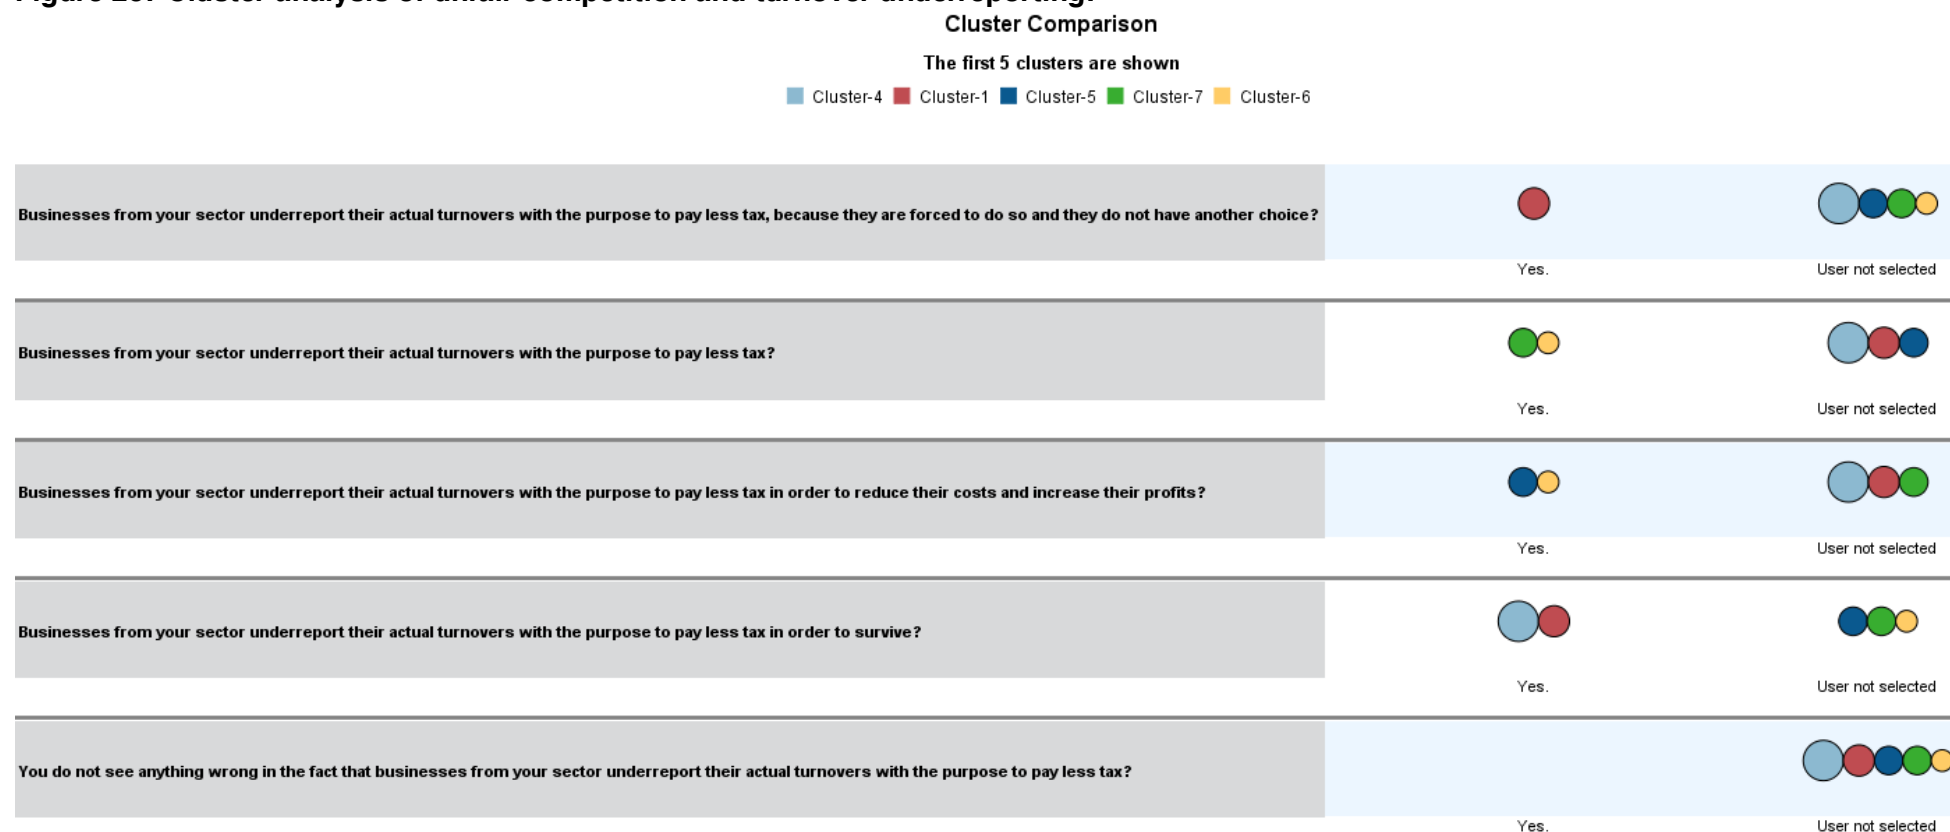 Cluster Comparison
The first 5 clusters are shown
Cluster-4 Cluster-1 Cluster-5 Cluster-7 Cluster-6
Businesses from your sector underreport their actual turnovers with the purpose to pay less tax, because they are forced to do so and they do not have another choice?
Yes. User not selected
Businesses from your sector underreport their actual turnovers with the purpose to pay less tax?
Yes. User not selected
Businesses from your sector underreport their actual turnovers with the purpose to pay less tax in order to reduce their costs and increase their profits?
Yes. User not selected
Businesses from your sector underreport their actual turnovers with the purpose to pay less tax in order to survive?
Yes. User not selected
You do not see anything wrong in the fact that businesses from your sector underreport their actual turnovers with the purpose to pay less tax?
Yes. User not selected